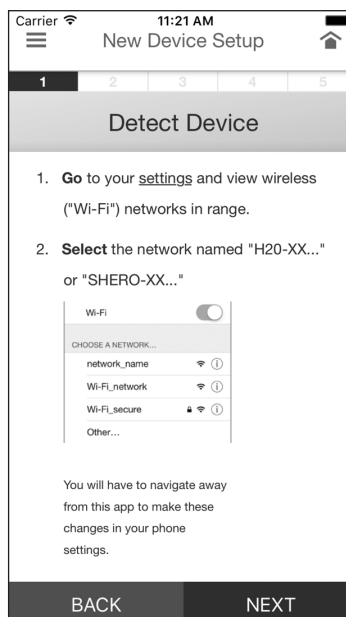 Carrier 11:21 AM
New Device Setup
1 2 3 4 5
Detect Device
1. Go to your settings and view wireless
("Wi-Fi") networks in range.
2. Select the network named "H20-XX..."
or "SHERO-XX..."
Wi-Fi
CHOOSE A NETWORK...
network_name
Wi-Fi_network
Wi-Fi_secure
Other...
You will have to navigate away
from this app to make these
changes in your phone
settings.
BACK NEXT